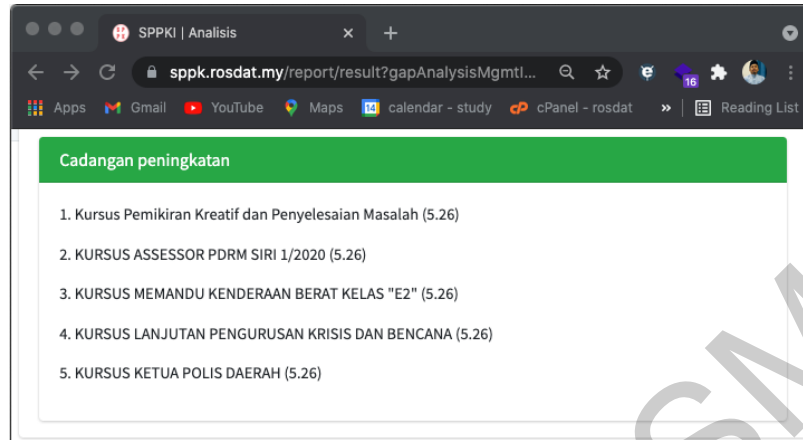 SPPKI | Analisis
sppk.rosdat.my/report/result?gapAnalysisMgmtI...
16
Apps Gmail YouTube Maps 14 calendar - study cP cPanel - rosdat » Reading List
Cadangan peningkatan
1. Kursus Pemikiran Kreatif dan Penyelesaian Masalah (5.26)
2. KURSUS ASSESSOR PDRM SIRI 1/2020 (5.26)
3. KURSUS MEMANDU KENDERAAN BERAT KELAS "E2" (5.26)
4. KURSUS LANJUTAN PENGURUSAN KRISIS DAN BENCANA (5.26)
5. KURSUS KETUA POLIS DAERAH (5.26)